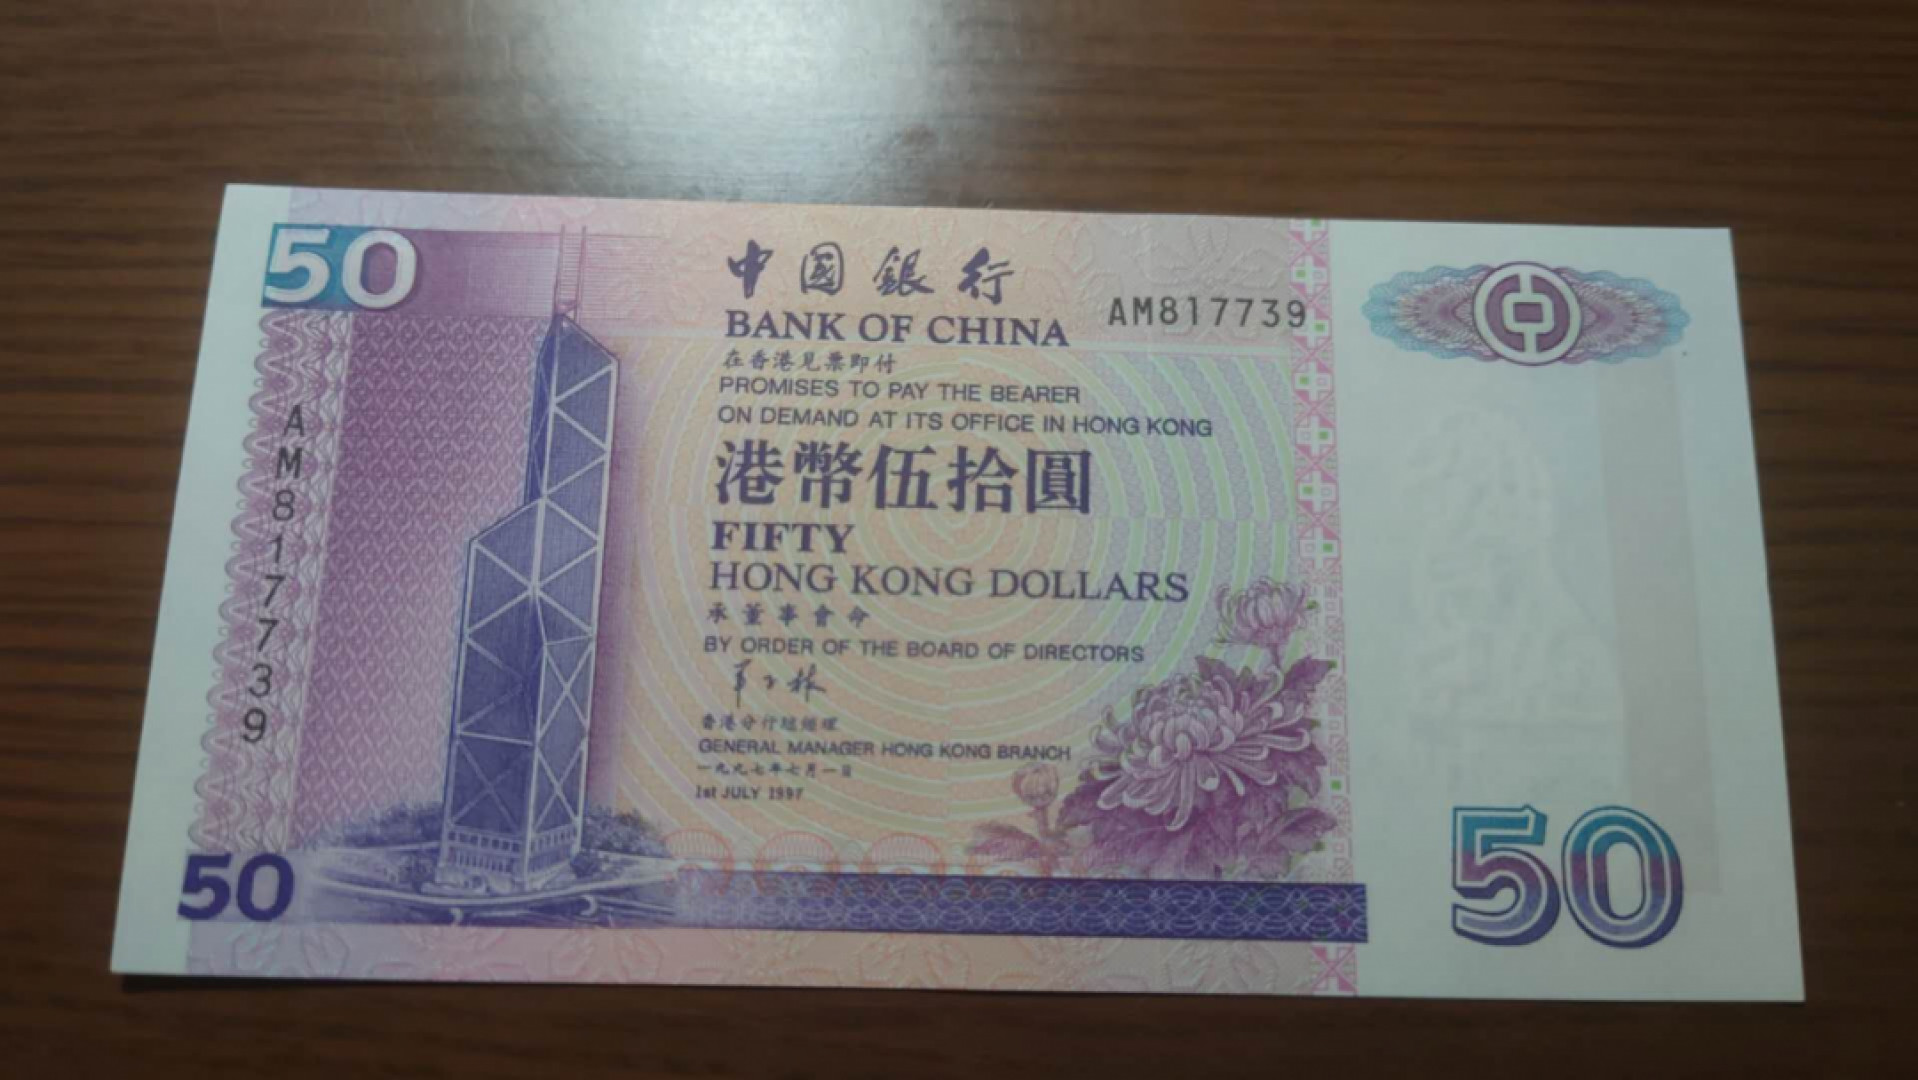 50
中國銀行
BANK OF CHINA
AM817739
在香港見票即付
PROMISES TO PAY THE BEARER
ON DEMAND AT ITS OFFICE IN HONG KONG
AM817739
港幣伍拾圓
FIFTY
HONG KONG DOLLARS
承董事會命
BY ORDER OF THE BOARD OF DIRECTORS
香港分行總經理
GENERAL MANAGER HONG KONG BRANCH
一九九七年七月一日
1st JULY 1997
50
50